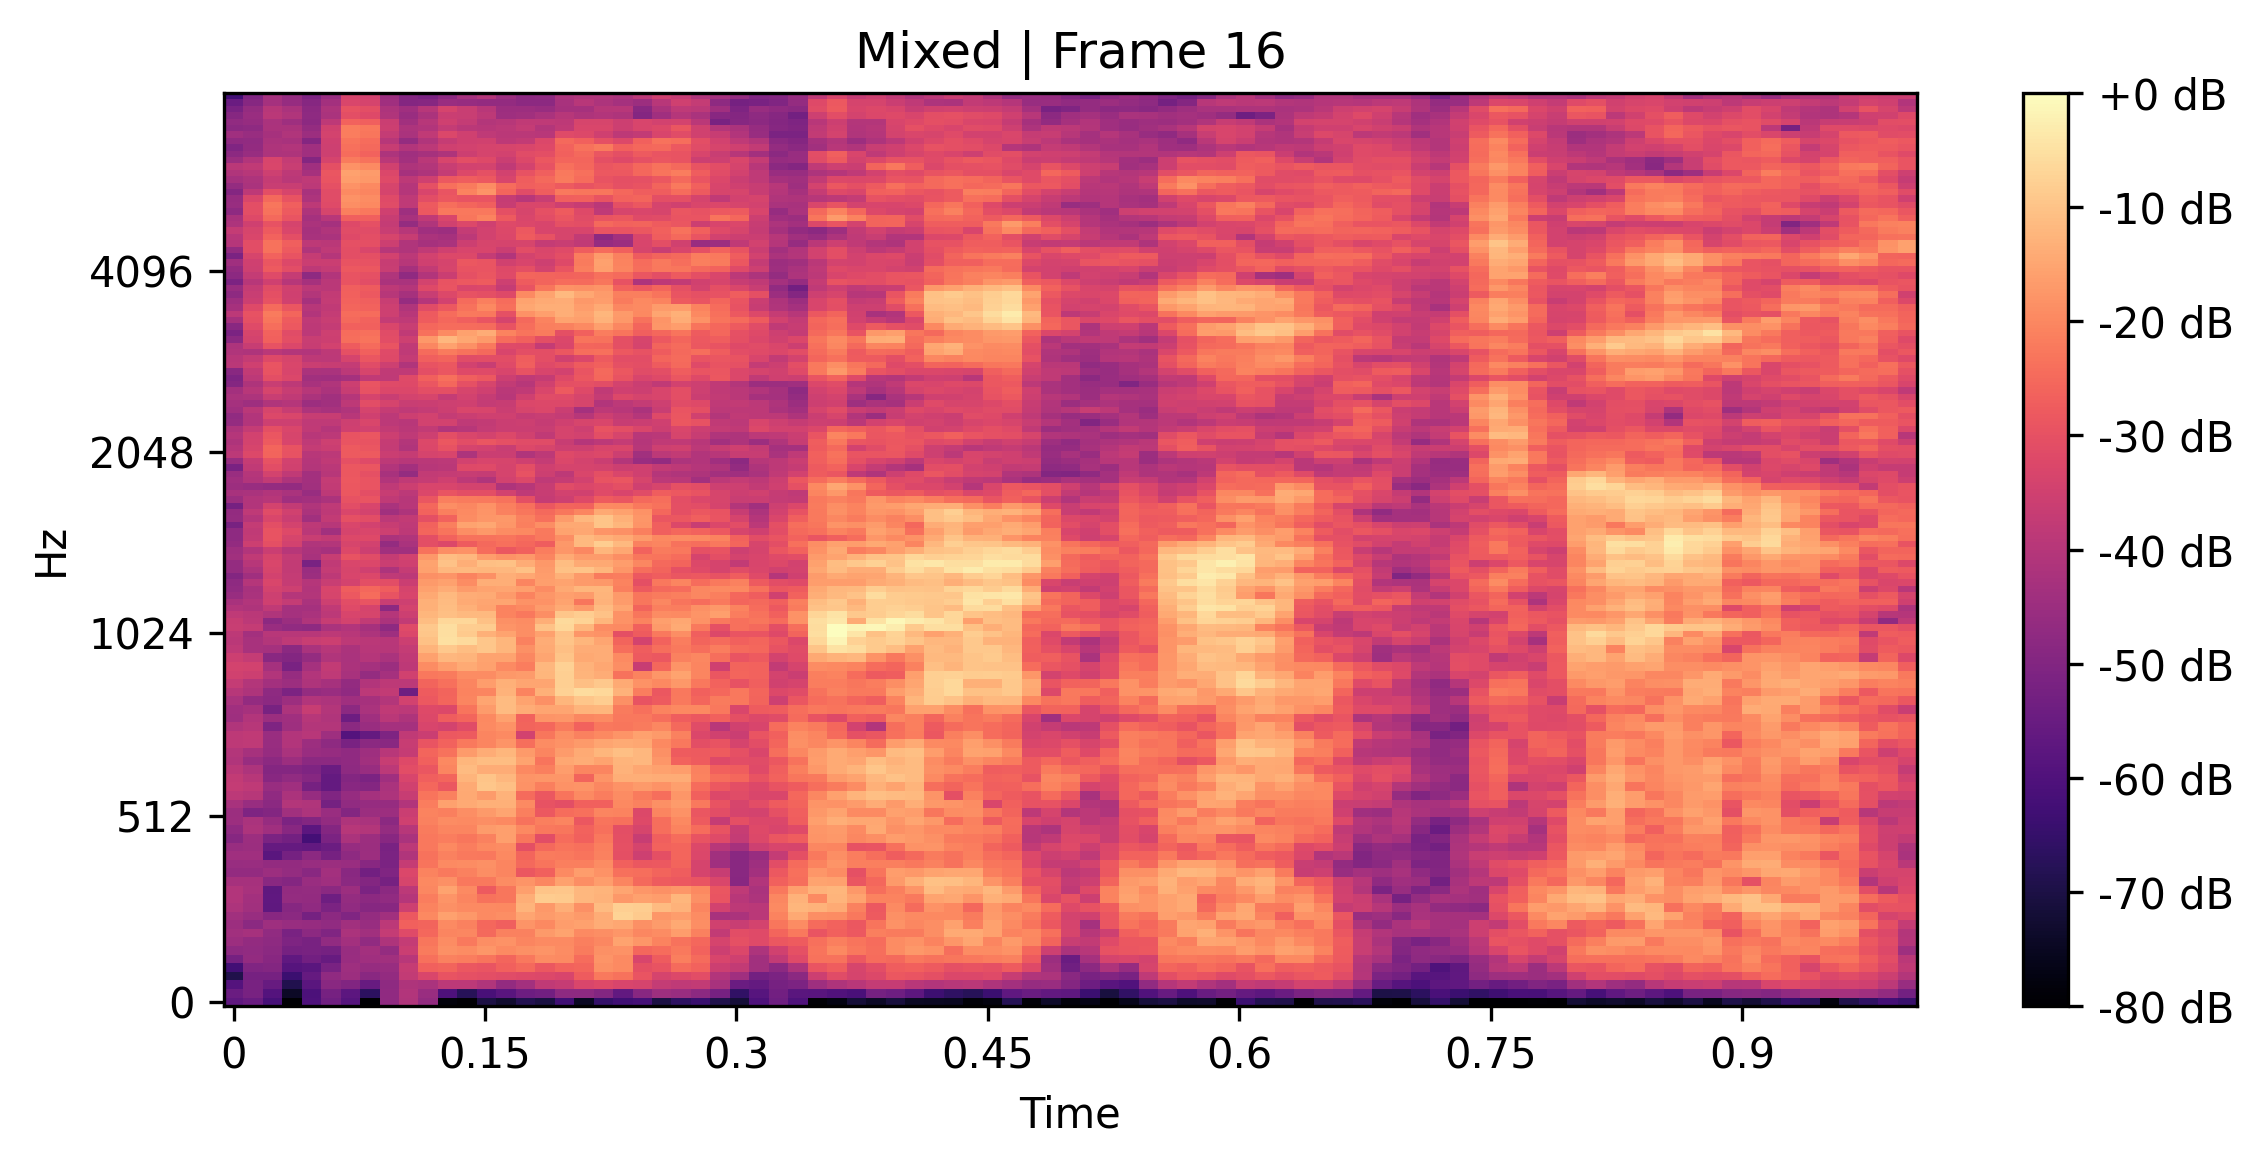 Mixed | Frame 16
Hz
4096
2048
1024
512
0
0 0.15 0.3 0.45 0.6 0.75 0.9
Time
+0 dB
-10 dB
-20 dB
-30 dB
-40 dB
-50 dB
-60 dB
-70 dB
-80 dB